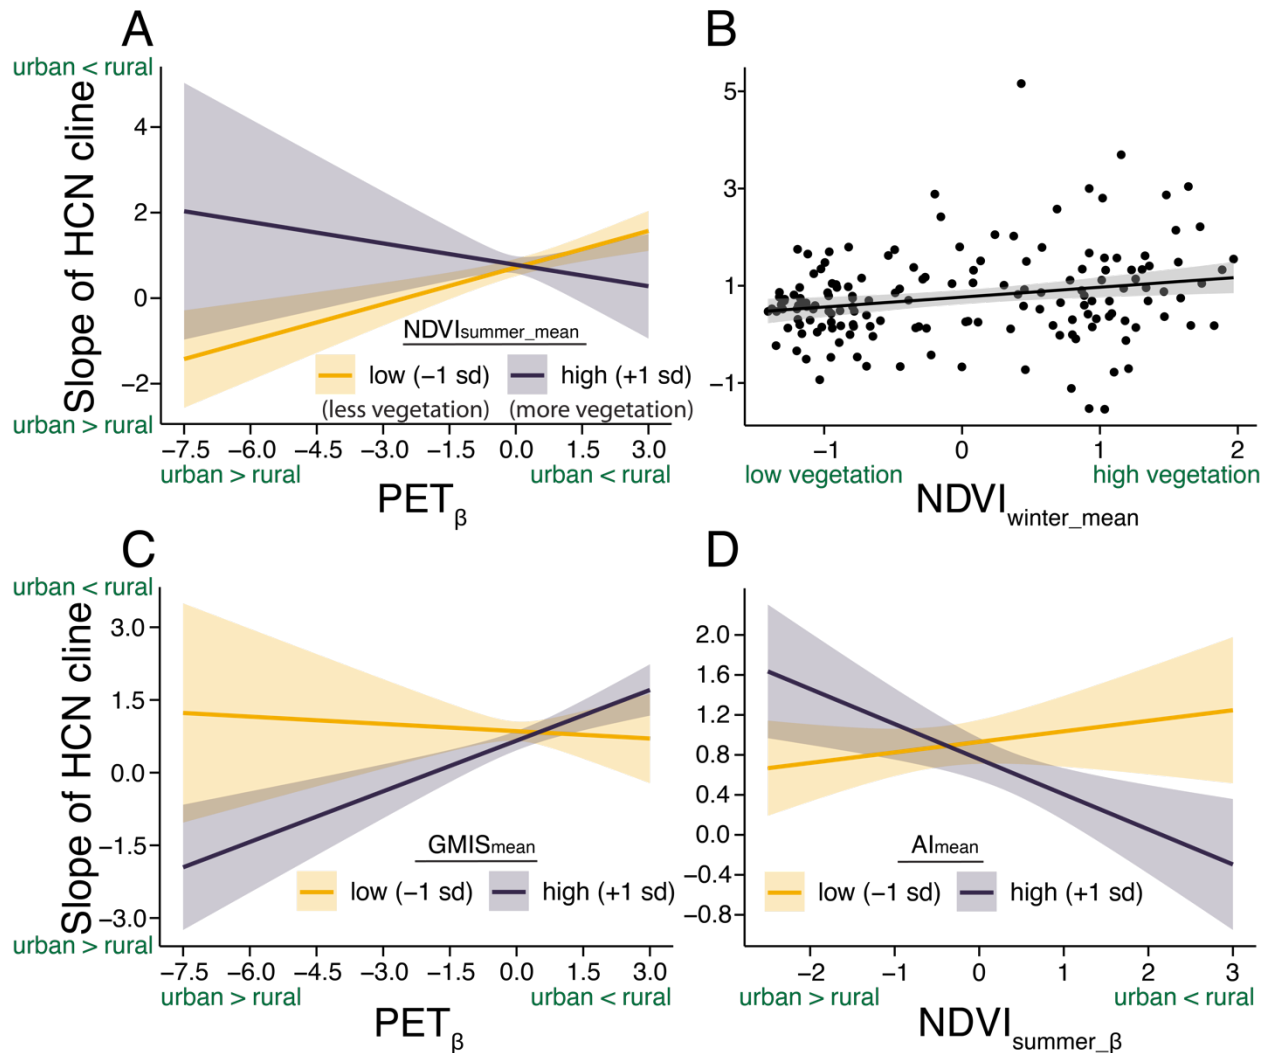 A
urban < rural
Slope of HCN cline
4
2
0
−2
urban > rural
NDVIsummer_mean
low (−1 sd) high (+1 sd)
(less vegetation) (more vegetation)
−7.5 −6.0 −4.5 −3.0 −1.5 0.0 1.5 3.0
urban > rural urban < rural
PETβ
B
5
3
1
−1
−1 0 1 2
low vegetation high vegetation
NDVIwinter_mean
C
urban < rural
Slope of HCN cline
3.0
1.5
0.0
−1.5
−3.0
urban > rural
GMISmean
low (−1 sd) high (+1 sd)
−7.5 −6.0 −4.5 −3.0 −1.5 0.0 1.5 3.0
urban > rural urban < rural
PETβ
D
2.0
1.6
1.2
0.8
0.4
0.0
−0.4
−0.8
AImean
low (−1 sd) high (+1 sd)
−2 −1 0 1 2 3
urban > rural urban < rural
NDVIsummer_β